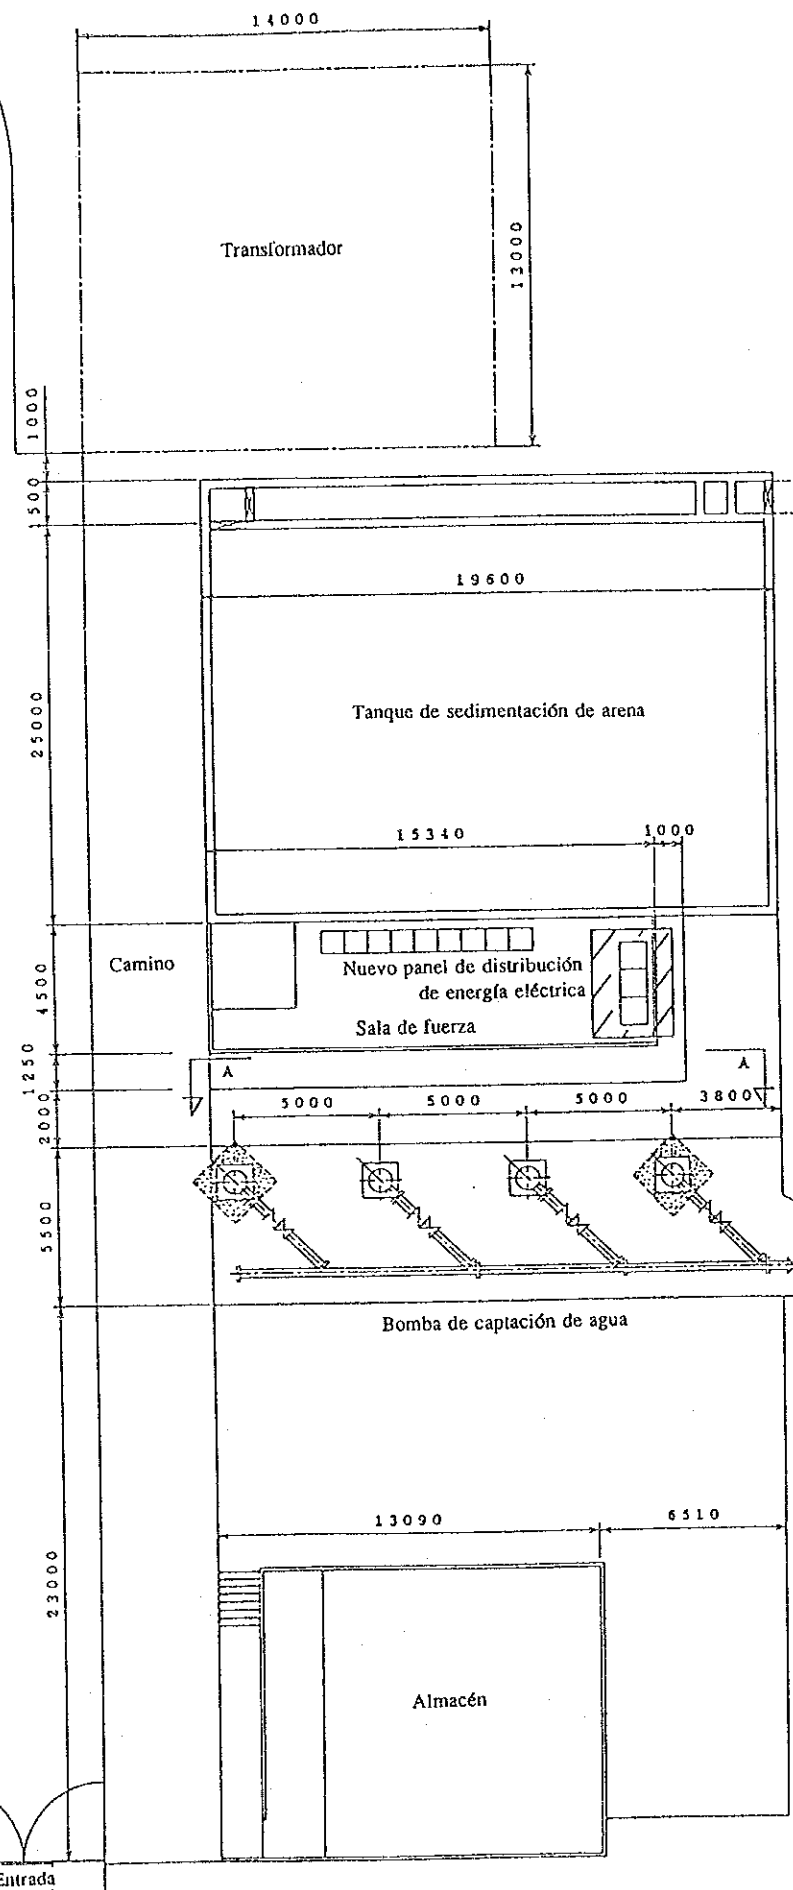 14000
Transformador
13000
1000
1500
19600
25000
Tanque de sedimentación de arena
15340
1000
Camino
4500
Nuevo panel de distribución
de energía eléctrica
Sala de fuerza
1250
A
A
2000
5000
5000
5000
3800
5500
Bomba de captación de agua
13090
6510
23000
Almacén
Entrada